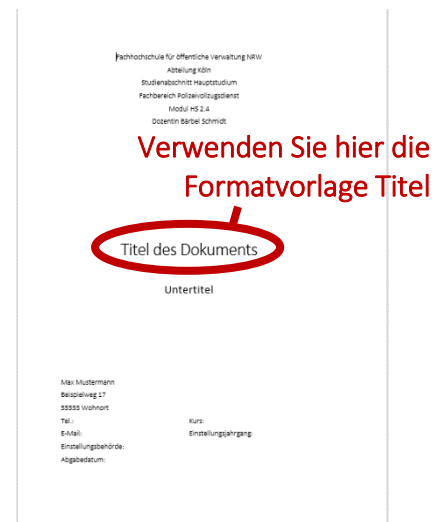 Fachhochschule für öffentliche Verwaltung NRW
Abteilung Köln
Studienabschnitt Hauptstudium
Fachbereich Polizeivollzugsdienst
Modul HS 2.4
Dozentin Bärbel Schmidt
Verwenden Sie hier die
Formatvorlage Titel
Titel des Dokuments
Untertitel
Max Mustermann
Beispielweg 17
55555 Wohnort
Tel.: Kurs:
E-Mail: Einstellungsjahrgang:
Einstellungsbehörde:
Abgabedatum: